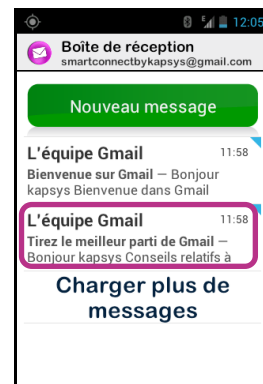 12:05
Boîte de réception
smartconnectbykapsys@gmail.com
Nouveau message
L'équipe Gmail 11:58
Bienvenue sur Gmail — Bonjour
kapsys Bienvenue dans Gmail
L'équipe Gmail 11:58
Tirez le meilleur parti de Gmail —
Bonjour kapsys Conseils relatifs à
Charger plus de
messages